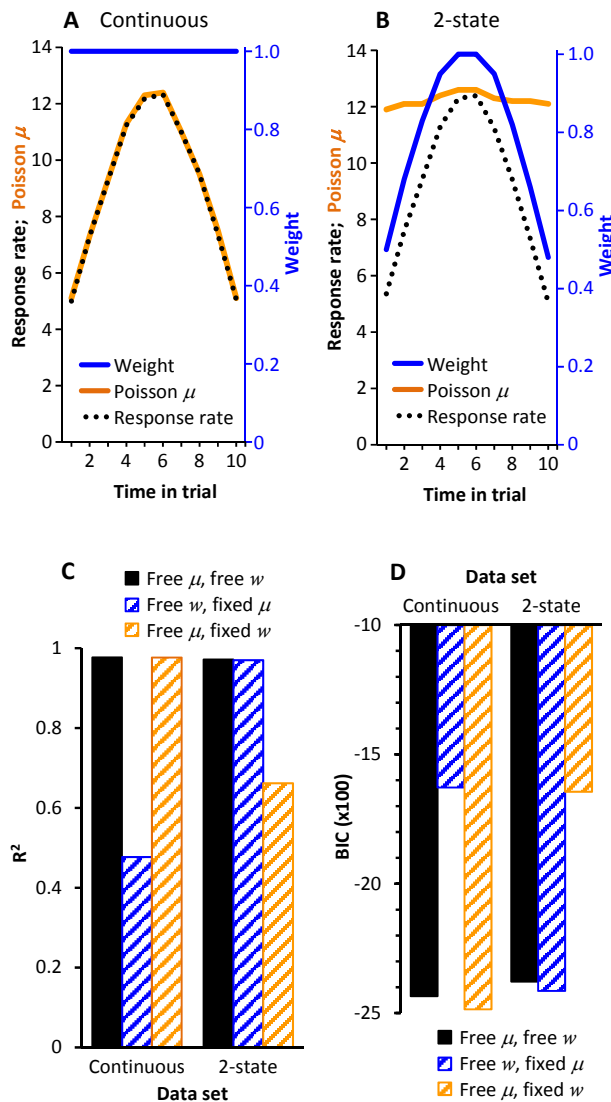 A Continuous
B 2-state
Response rate; Poisson μ
14
12
10
8
6
4
2
0
1.0
0.8
0.6
0.4
0.2
0
Weight
Weight
Poisson μ
Response rate
2 4 6 8 10
Time in trial
Response rate; Poisson μ
14
12
10
8
6
4
2
0
1.0
0.8
0.6
0.4
0.2
0
Weight
Weight
Poisson μ
Response rate
2 4 6 8 10
Time in trial
C
Free μ, free w
Free w, fixed μ
Free μ, fixed w
R²
1
0.8
0.6
0.4
0.2
0
Continuous 2-state
Data set
D
Data set
Continuous 2-state
BIC (x100)
-10
-15
-20
-25
Free μ, free w
Free w, fixed μ
Free μ, fixed w